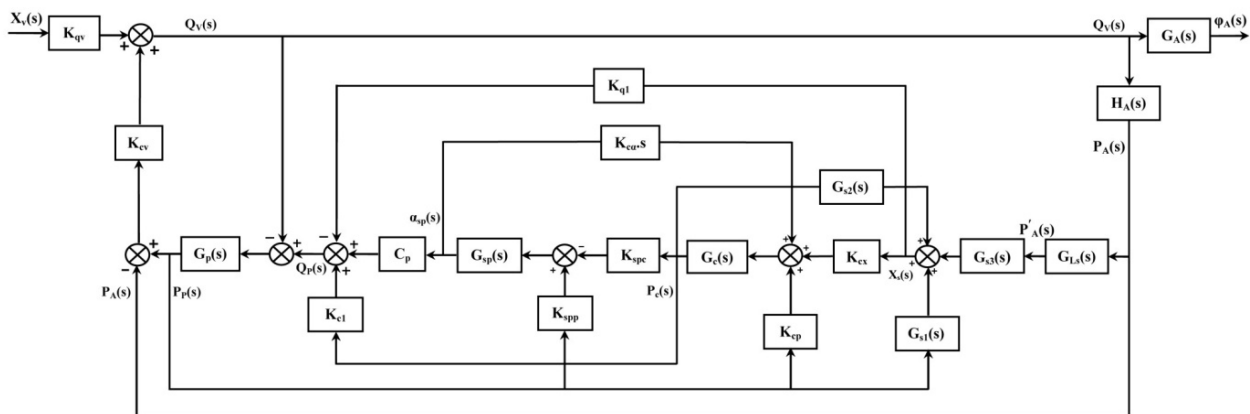 Xv(s)
Kqv
+
+
Qv(s)
Qv(s)
GA(s)
φA(s)
Kq1
HA(s)
Kcv
Kcα.s
PA(s)
Gs2(s)
αsp(s)
P'A(s)
+
−
−
+
Gp(s)
−
+
QP(s)
+
+
Cp
Gsp(s)
−
+
Kspc
Gc(s)
+
+
+
Kcx
Xs(s)
+
+
+
Gs3(s)
GLs(s)
PA(s)
PP(s)
Pc(s)
Kc1
Kspp
Kcp
Gs1(s)